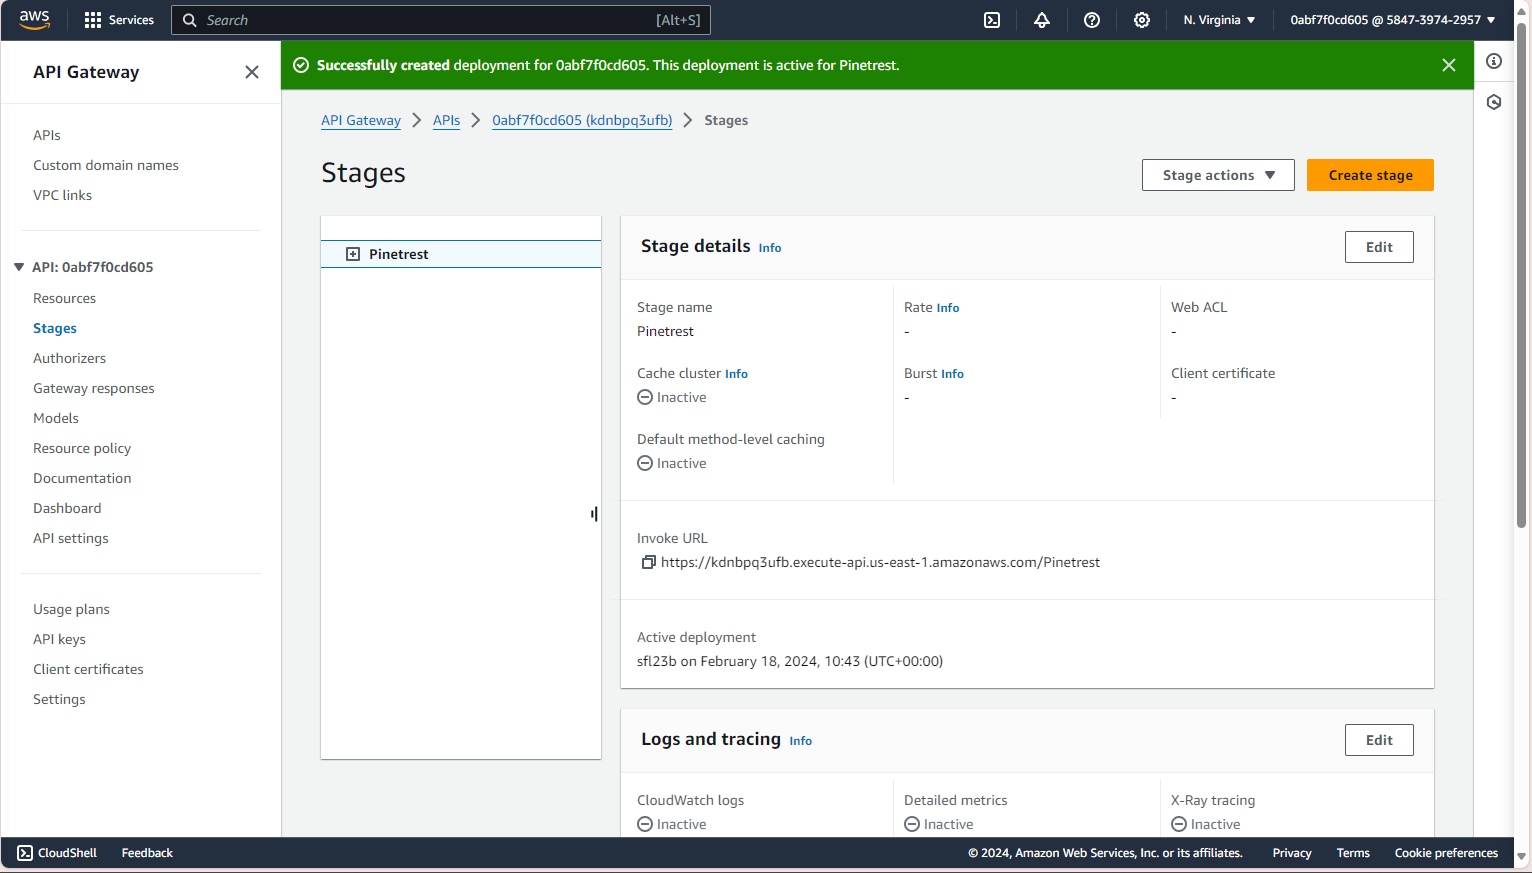 aws
Services
Search
[Alt+S]
N. Virginia
0abf7f0cd605 @ 5847-3974-2957
API Gateway
APIs
Custom domain names
VPC links
API: 0abf7f0cd605
Resources
Stages
Authorizers
Gateway responses
Models
Resource policy
Documentation
Dashboard
API settings
Usage plans
API keys
Client certificates
Settings
Successfully created deployment for 0abf7f0cd605. This deployment is active for Pinetrest.
API Gateway
APIs
0abf7f0cd605 (kdnbpq3ufb)
Stages
Stages
Stage actions
Create stage
Pinetrest
Stage details Info
Edit
Stage name
Pinetrest
Rate Info
-
Web ACL
-
Cache cluster Info
Inactive
Burst Info
-
Client certificate
-
Default method-level caching
Inactive
Invoke URL
https://kdnbpq3ufb.execute-api.us-east-1.amazonaws.com/Pinetrest
Active deployment
sfl23b on February 18, 2024, 10:43 (UTC+00:00)
Logs and tracing Info
Edit
CloudWatch logs
Inactive
Detailed metrics
Inactive
X-Ray tracing
Inactive
CloudShell
Feedback
© 2024, Amazon Web Services, Inc. or its affiliates.
Privacy
Terms
Cookie preferences